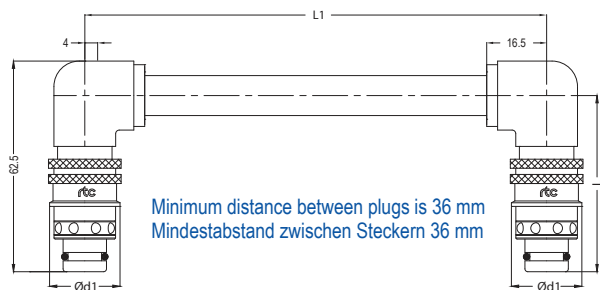 L1
4
16.5
62.5
rtc
rtc
Minimum distance between plugs is 36 mm
Mindestabstand zwischen Steckern 36 mm
Ød1
Ød1